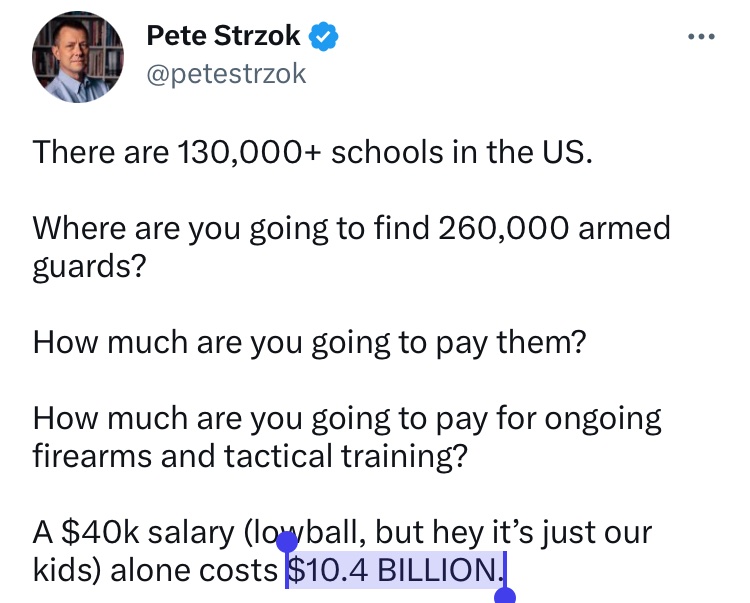 Pete Strzok
@petestrzok
There are 130,000+ schools in the US.
Where are you going to find 260,000 armed
guards?
How much are you going to pay them?
How much are you going to pay for ongoing
firearms and tactical training?
A $40k salary (lowball, but hey it’s just our
kids) alone costs $10.4 BILLION.